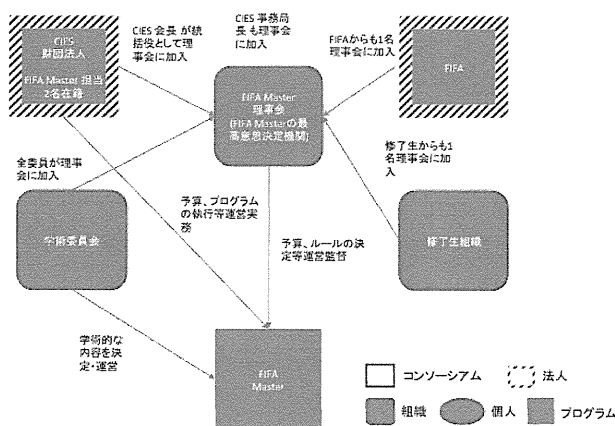 CIES
財団法人
FIFA Master 担当
2名在籍
CIES 会長 が統
括役として理
事会に加入
CIES 事務局
長 も理事会
に加入
FIFAからも1名
理事会に加入
FIFA
FIFA Master
理事会
(FIFA Masterの最
高意思決定機関)
全委員が理事
会に加入
修了生からも1
名理事会に加
入
学術委員会
予算、プログラム
の執行等運営実
務
予算、ルールの決
定等運営監督
修了生組織
学術的な
内容を決
定・運営
FIFA
Master
コンソーシアム
法人
組織
個人
プログラム